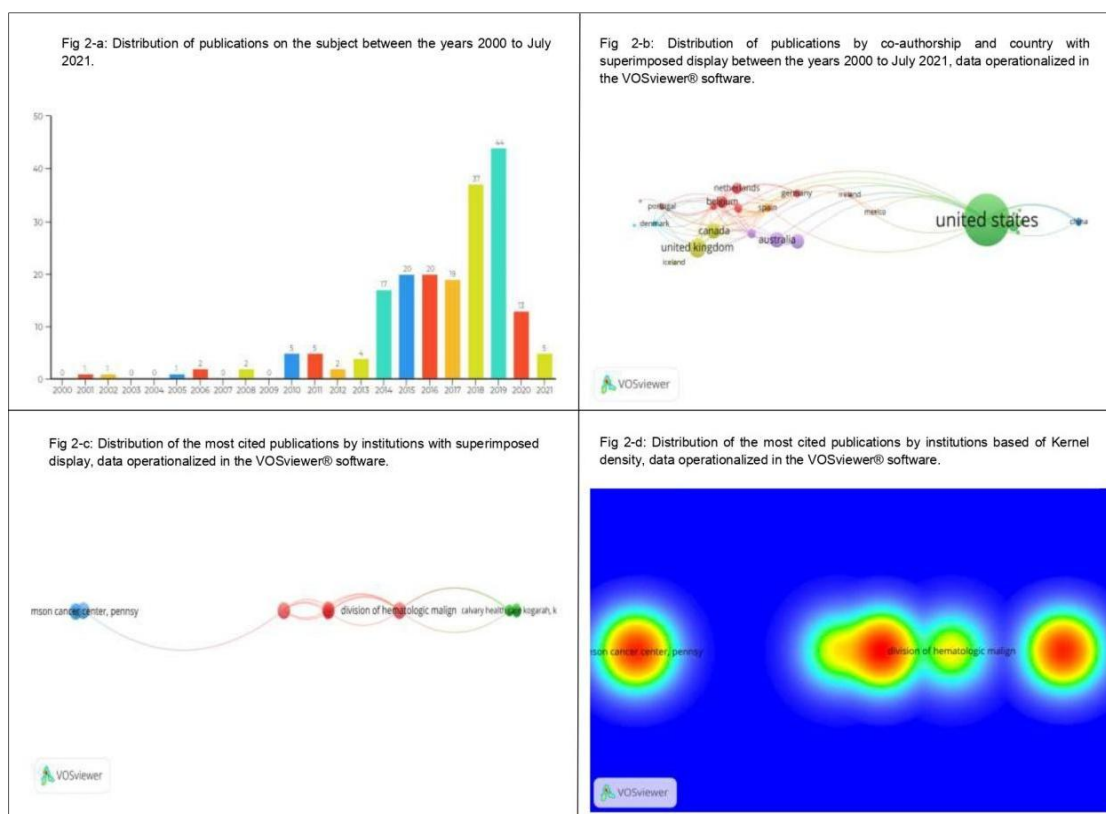 Fig 2-a: Distribution of publications on the subject between the years 2000 to July
2021.
50
40
30
20
10
0
0
1
1
0
0
1
2
0
2
0
5
5
2
4
17
20
20
19
37
44
13
5
2000 2001 2002 2003 2004 2005 2006 2007 2008 2009 2010 2011 2012 2013 2014 2015 2016 2017 2018 2019 2020 2021
Fig 2-b: Distribution of publications by co-authorship and country with
superimposed display between the years 2000 to July 2021, data operationalized in
the VOSviewer® software.
netherlands
germany
ireland
belgium
portugal
spain
merica
denmark
canada
united states
china
united kingdom
australia
iceland
VOSviewer
Fig 2-c: Distribution of the most cited publications by institutions with superimposed
display, data operationalized in the VOSviewer® software.
mson cancer center, pennsy
division of hematologic malign
calvary health care kogarah, k
VOSviewer
Fig 2-d: Distribution of the most cited publications by institutions based of Kernel
density, data operationalized in the VOSviewer® software.
mson cancer center, pennsy
division of hematologic malign
VOSviewer